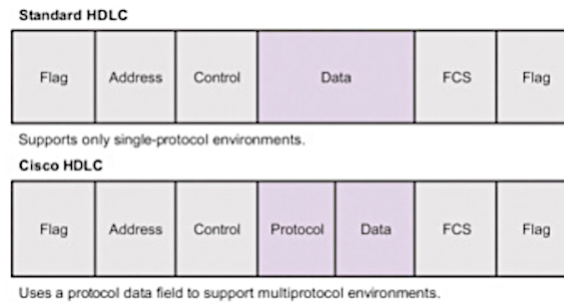 Standard HDLC
Flag Address Control Data FCS Flag
Supports only single-protocol environments.
Cisco HDLC
Flag Address Control Protocol Data FCS Flag
Uses a protocol data field to support multiprotocol environments.